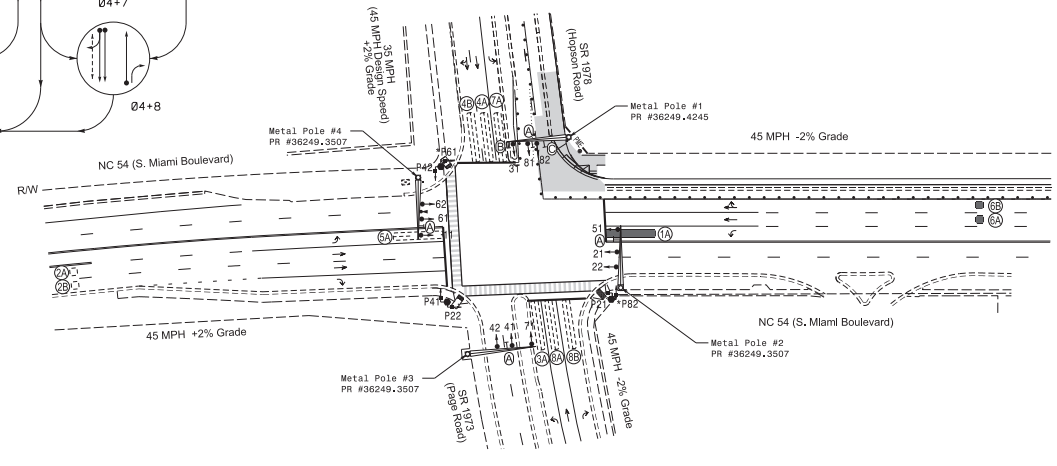 Ø4+7
Ø4+8
35 MPH
(45 MPH Design Speed)
+2% Grade
SR 1978
(Hopson Road)
4B
4A
7A
Metal Pole #1
PR #36249.4245
45 MPH -2% Grade
Metal Pole #4
PR #36249.3507
NC 54 (S. Miami Boulevard)
R/W
*P61
P42
A
B
31
81
82
C
62
61
A
5A
51
A
1A
6B
6A
21
22
2A
2B
P41
P22
P21
*P82
45 MPH +2% Grade
NC 54 (S. MIamI Boulevard)
42
41
A
3A
8A
8B
45 MPH -2% Grade
Metal Pole #2
PR #36249.3507
Metal Pole #3
PR #36249.3507
SR 1973
(Page Road)